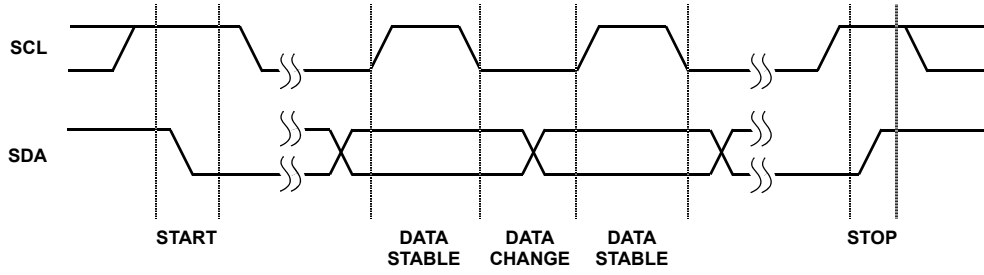 SCL
SDA
START
DATA
STABLE
DATA
CHANGE
DATA
STABLE
STOP